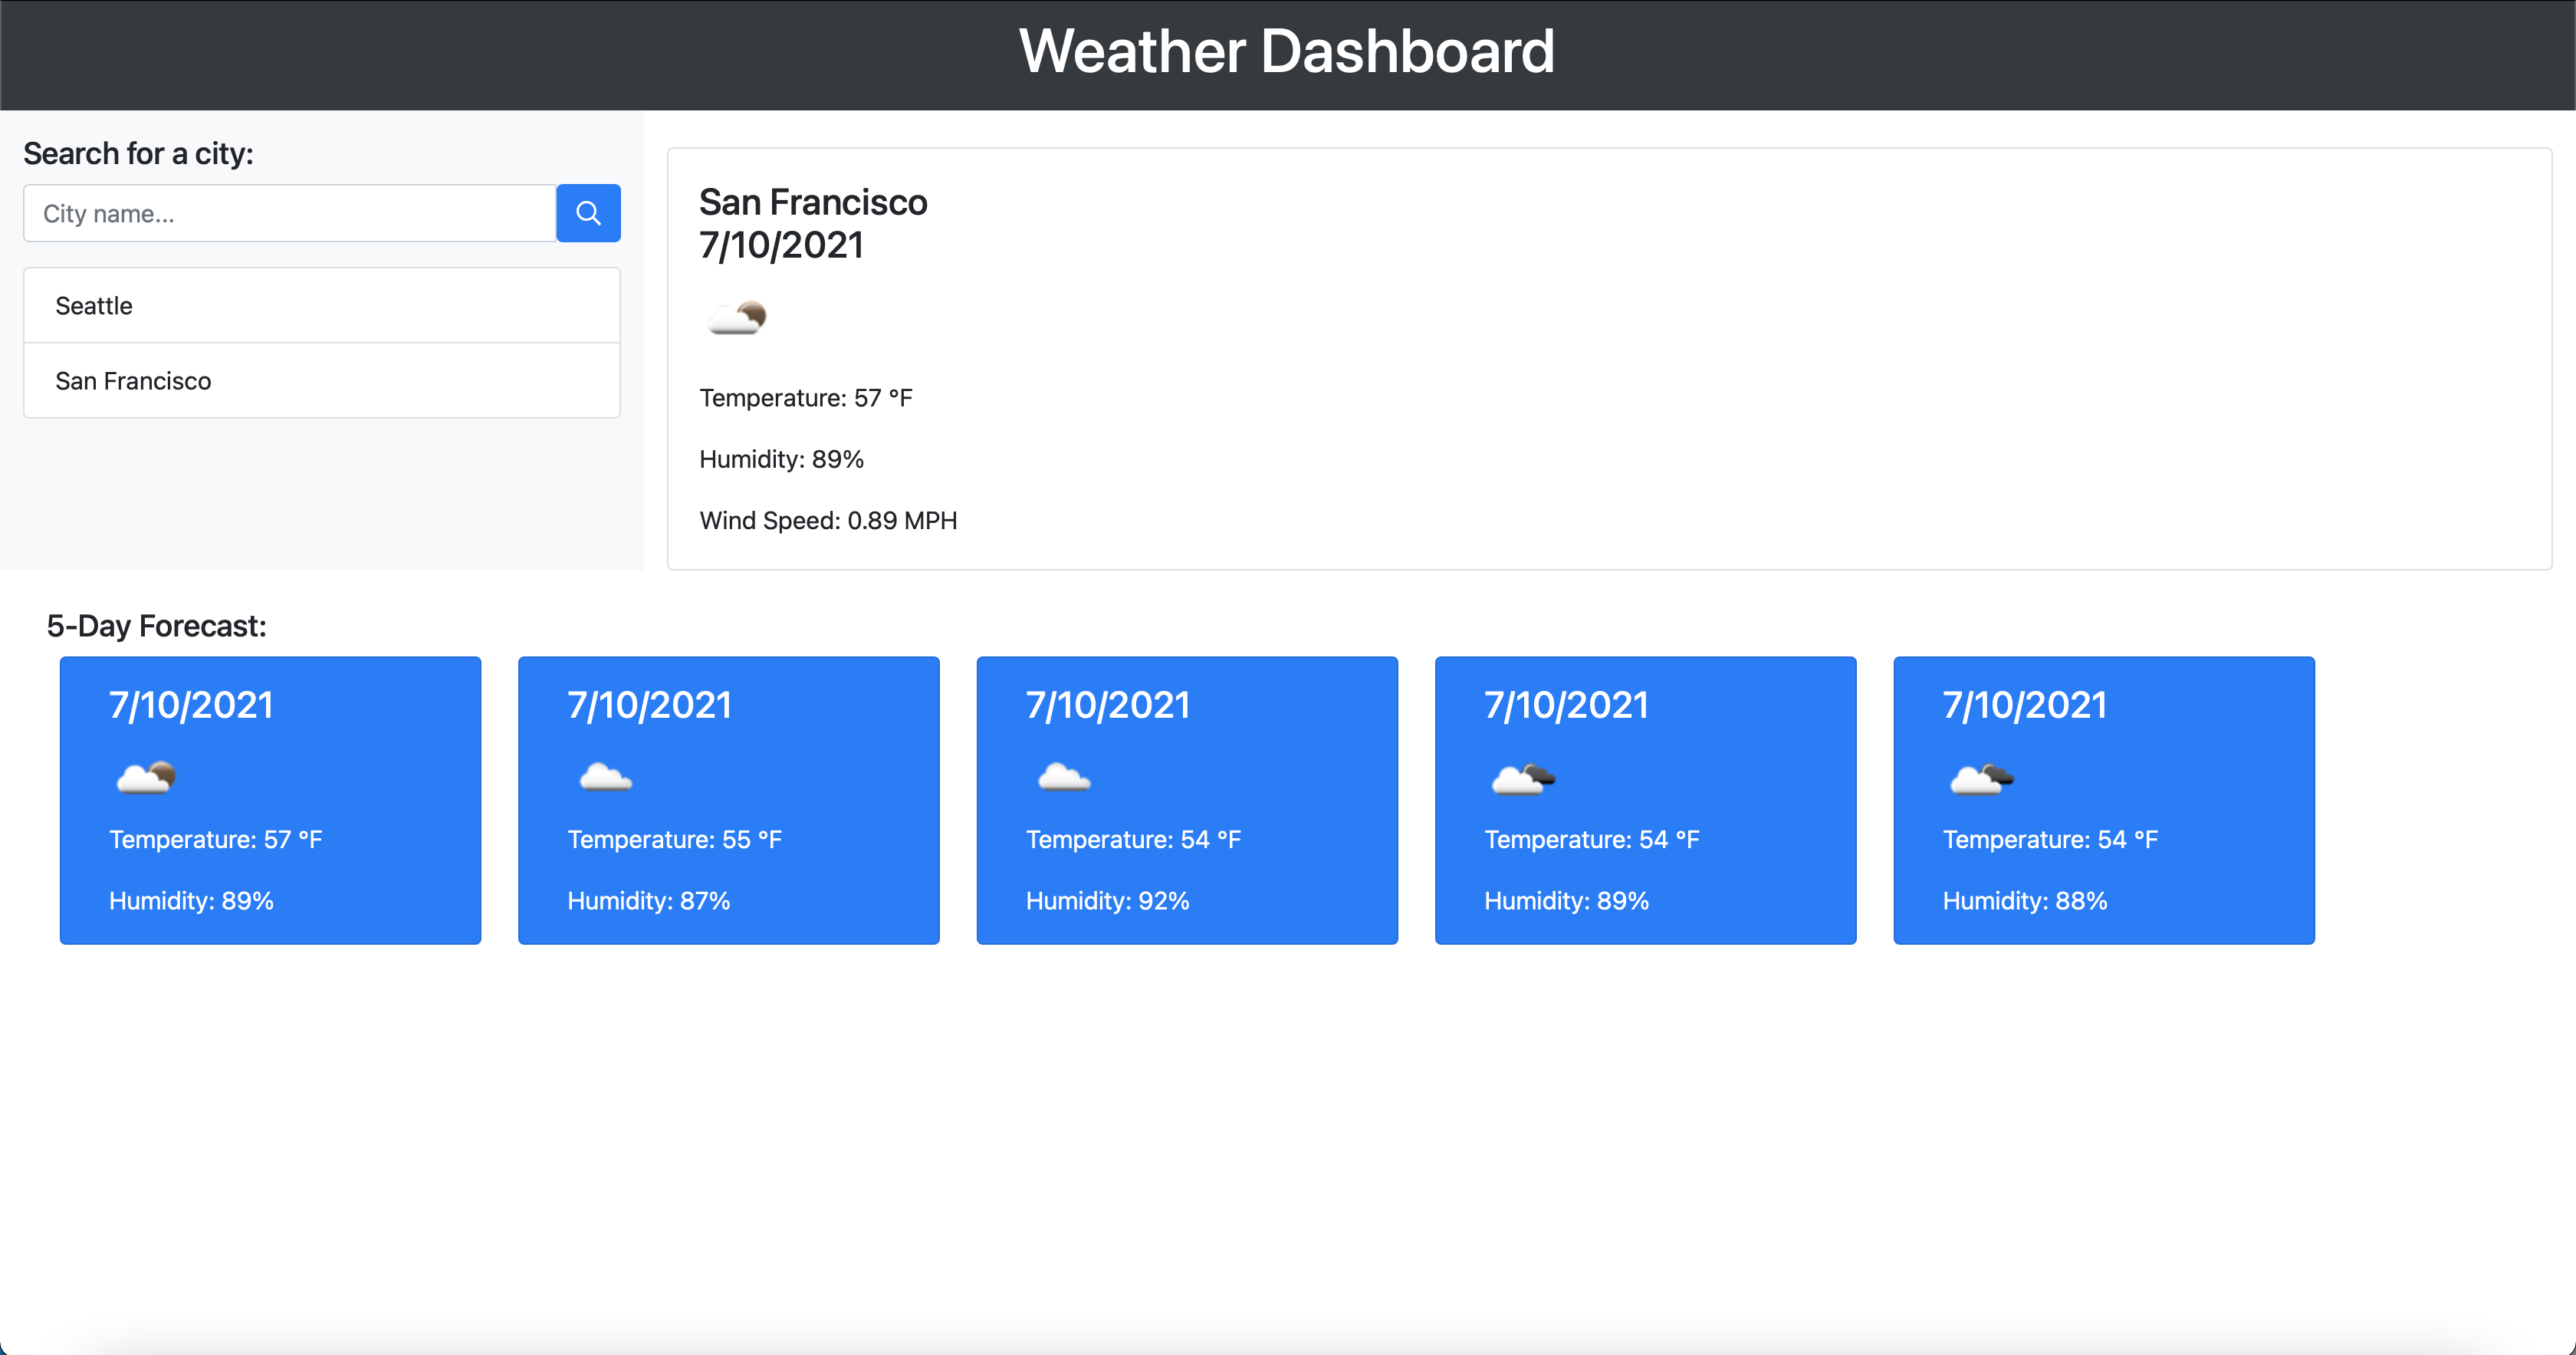 Weather Dashboard
Search for a city:
City name...
Seattle
San Francisco
San Francisco
7/10/2021
Temperature: 57 °F
Humidity: 89%
Wind Speed: 0.89 MPH
5-Day Forecast:
7/10/2021
Temperature: 57 °F
Humidity: 89%
7/10/2021
Temperature: 55 °F
Humidity: 87%
7/10/2021
Temperature: 54 °F
Humidity: 92%
7/10/2021
Temperature: 54 °F
Humidity: 89%
7/10/2021
Temperature: 54 °F
Humidity: 88%